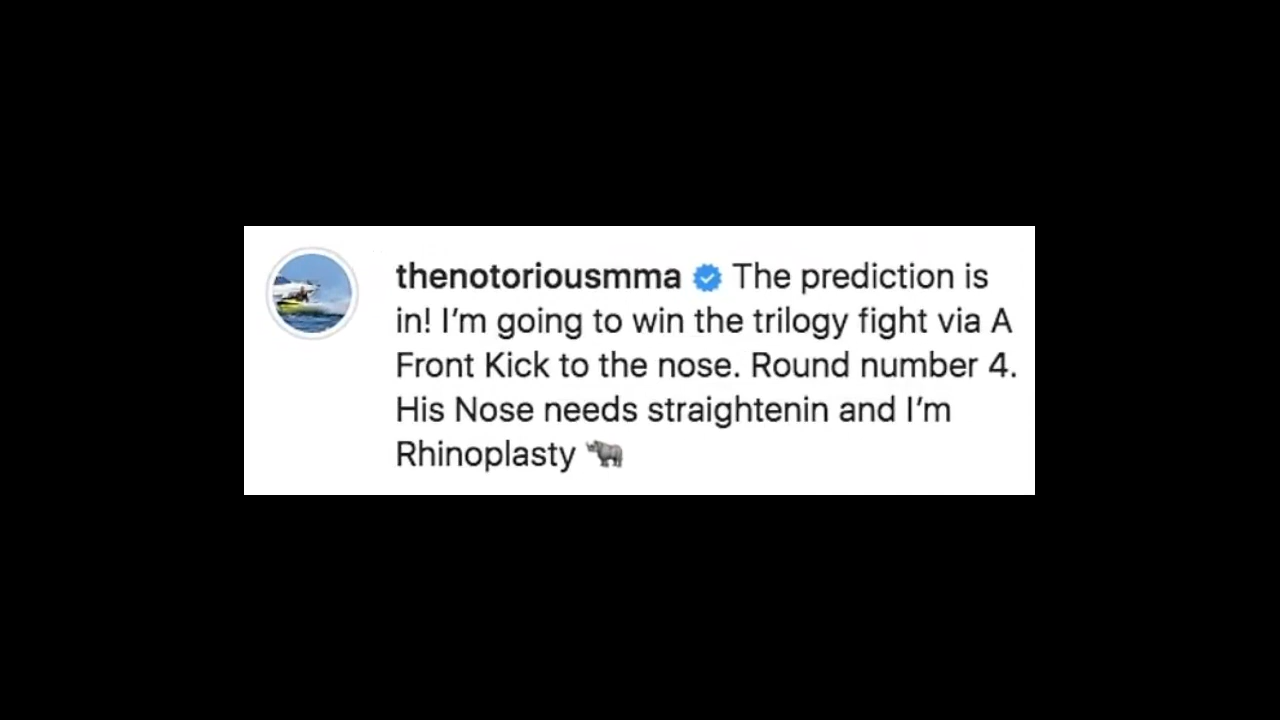 thenotoriousmma The prediction is
in! I’m going to win the trilogy fight via A
Front Kick to the nose. Round number 4.
His Nose needs straightenin and I’m
Rhinoplasty 🦏